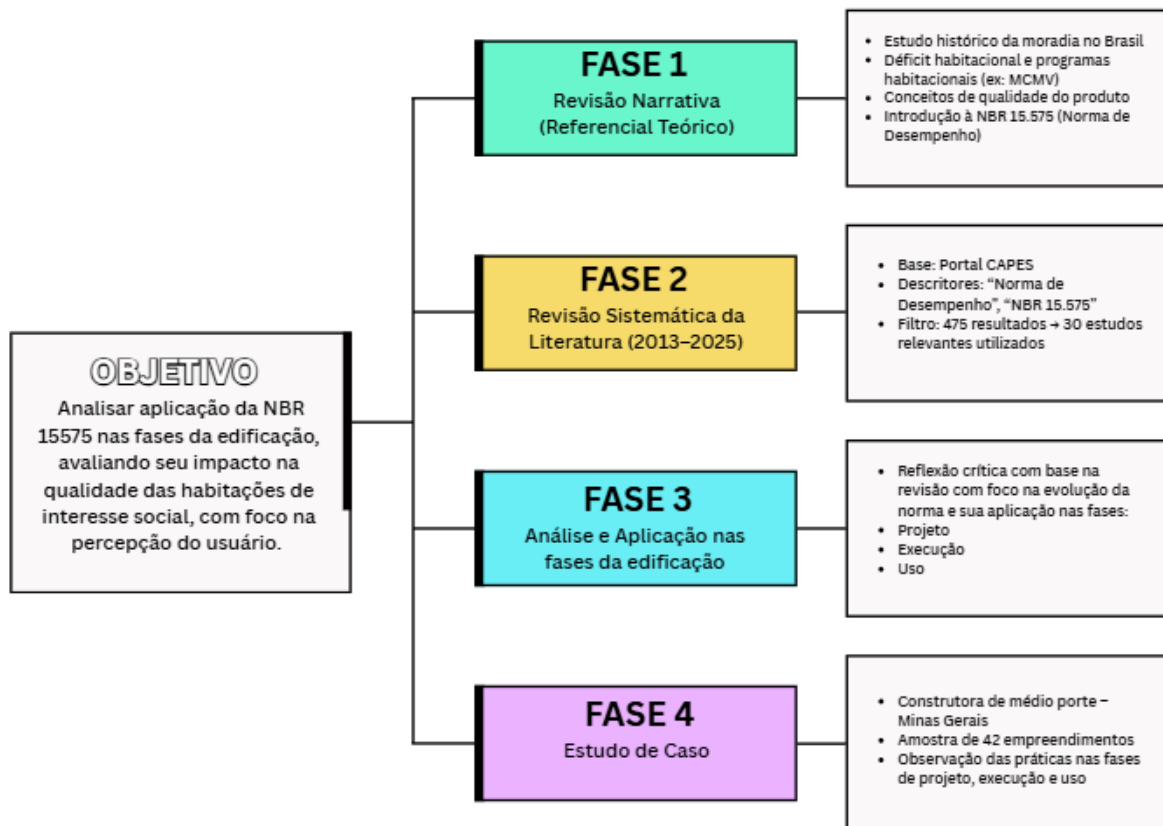 OBJETIVO
Analisar aplicação da NBR
15575 nas fases da edificação,
avaliando seu impacto na
qualidade das habitações de
interesse social, com foco na
percepção do usuário.
FASE 1
Revisão Narrativa
(Referencial Teórico)
• Estudo histórico da moradia no Brasil
• Déficit habitacional e programas
habitacionais (ex: MCMV)
• Conceitos de qualidade do produto
• Introdução à NBR 15.575 (Norma de
Desempenho)
FASE 2
Revisão Sistemática da
Literatura (2013–2025)
• Base: Portal CAPES
• Descritores: “Norma de
Desempenho”, “NBR 15.575”
• Filtro: 475 resultados → 30 estudos
relevantes utilizados
FASE 3
Análise e Aplicação nas
fases da edificação
• Reflexão crítica com base na
revisão com foco na evolução da
norma e sua aplicação nas fases:
• Projeto
• Execução
• Uso
FASE 4
Estudo de Caso
• Construtora de médio porte –
Minas Gerais
• Amostra de 42 empreendimentos
• Observação das práticas nas fases
de projeto, execução e uso